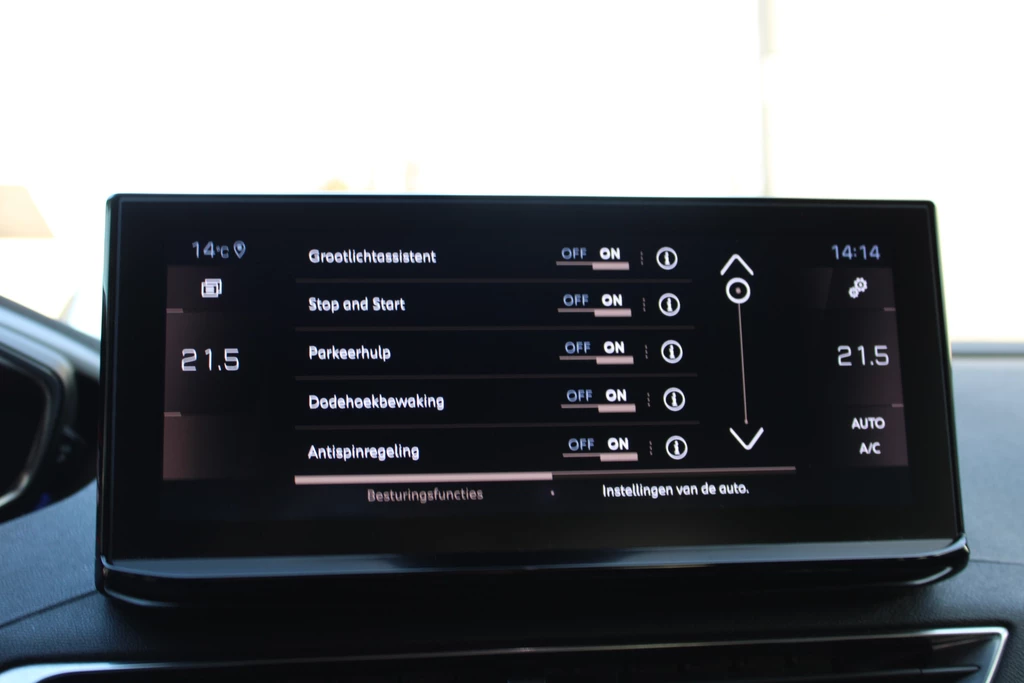 14°C 14:14
Grootlichtassistent OFF ON
Stop and Start OFF ON
21.5 Parkeerhulp OFF ON 21.5
Dodehoekbewaking OFF ON
AUTO
Antispinregeling OFF ON A/C
Besturingsfuncties Instellingen van de auto.